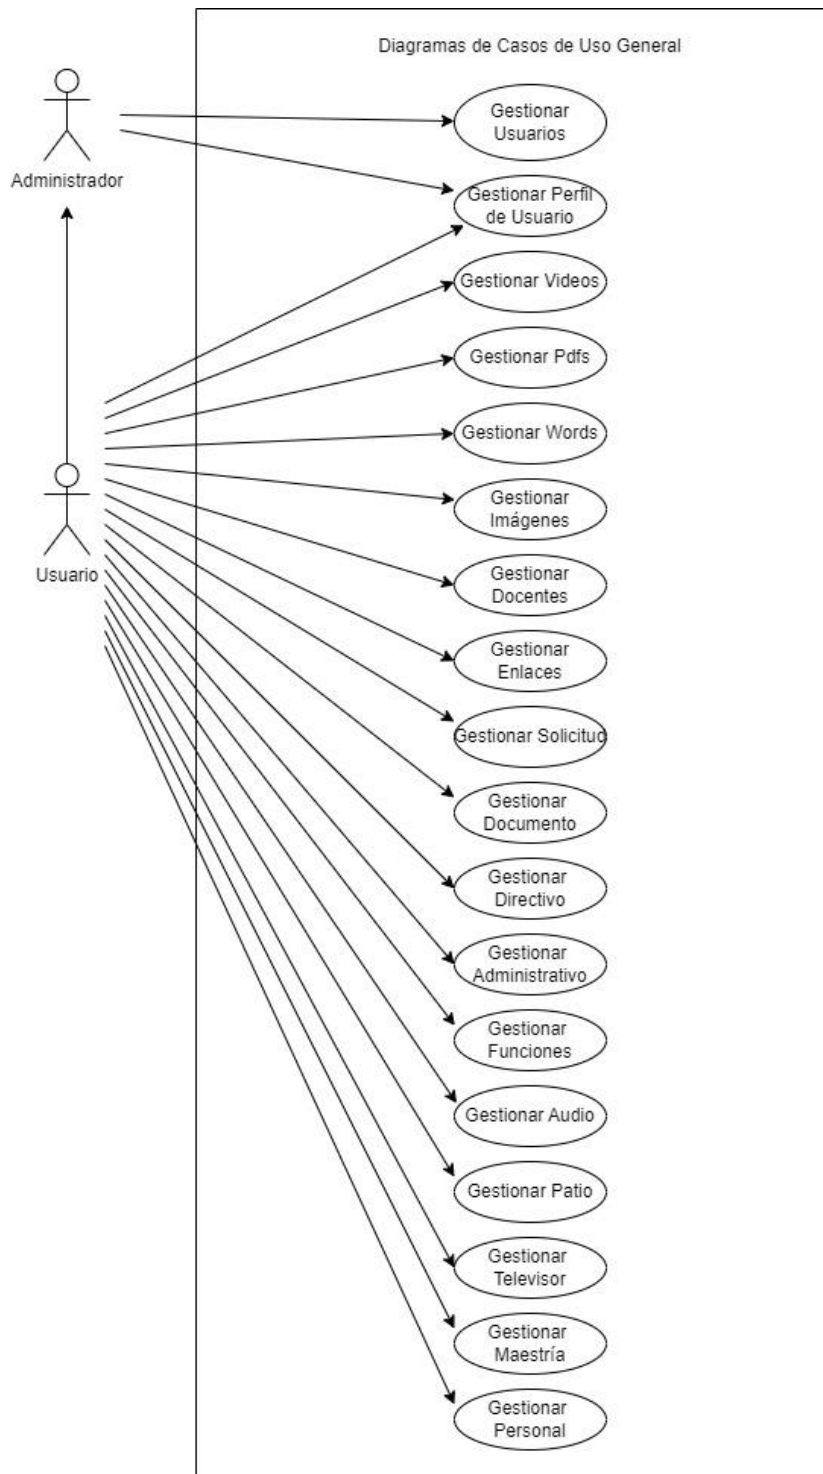 Diagramas de Casos de Uso General
Gestionar
Usuarios
Administrador
Gestionar Perfil
de Usuario
Gestionar Videos
Gestionar Pdfs
Gestionar Words
Gestionar
Imágenes
Usuario
Gestionar
Docentes
Gestionar
Enlaces
Gestionar Solicitud
Gestionar
Documento
Gestionar
Directivo
Gestionar
Administrativo
Gestionar
Funciones
Gestionar Audio
Gestionar Patio
Gestionar
Televisor
Gestionar
Maestría
Gestionar
Personal